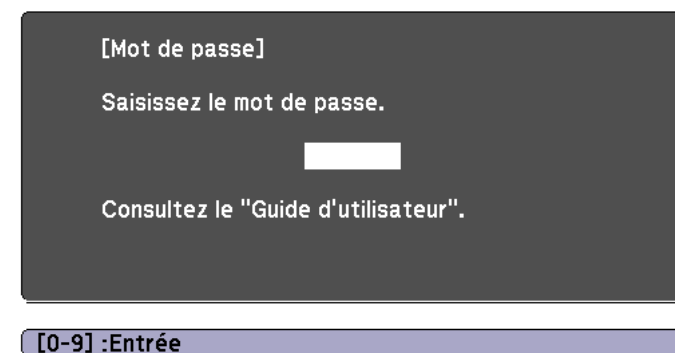 [Mot de passe]
Saisissez le mot de passe.
Consultez le "Guide d'utilisateur".
[0-9] :Entrée